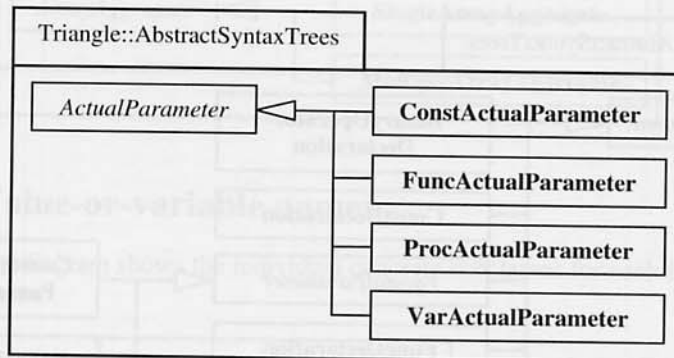 Triangle::AbstractSyntaxTrees
ActualParameter
ConstActualParameter
FuncActualParameter
ProcActualParameter
VarActualParameter